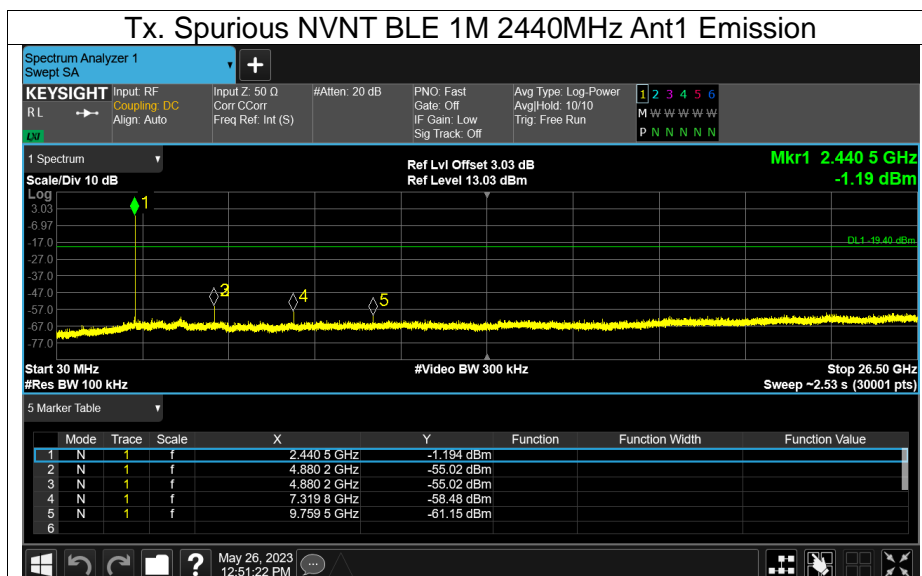 Tx. Spurious NVNT BLE 1M 2440MHz Ant1 Emission
Spectrum Analyzer 1
Swept SA
+
KEYSIGHT Input: RF Input Z: 50 Ω #Atten: 20 dB PNO: Fast Avg Type: Log-Power 1 2 3 4 5 6
R L Coupling: DC Corr CCorr Gate: Off Avg|Hold: 10/10 M W W W W W
Align: Auto Freq Ref: Int (S) IF Gain: Low Trig: Free Run
LXI Sig Track: Off P N N N N N
1 Spectrum Ref Lvl Offset 3.03 dB Mkr1 2.440 5 GHz
Scale/Div 10 dB Ref Level 13.03 dBm -1.19 dBm
Log
1
3.03
-6.97
-17.0
DL1 -19.40 dBm
-27.0
-37.0
-47.0
3 4 5
-57.0
-67.0
-77.0
Start 30 MHz #Video BW 300 kHz Stop 26.50 GHz
#Res BW 100 kHz Sweep ~2.53 s (30001 pts)
5 Marker Table
Mode Trace Scale X Y Function Function Width Function Value
1 N 1 f 2.440 5 GHz -1.194 dBm
2 N 1 f 4.880 2 GHz -55.02 dBm
3 N 1 f 4.880 2 GHz -55.02 dBm
4 N 1 f 7.319 8 GHz -58.48 dBm
5 N 1 f 9.759 5 GHz -61.15 dBm
6
? May 26, 2023
12:51:22 PM